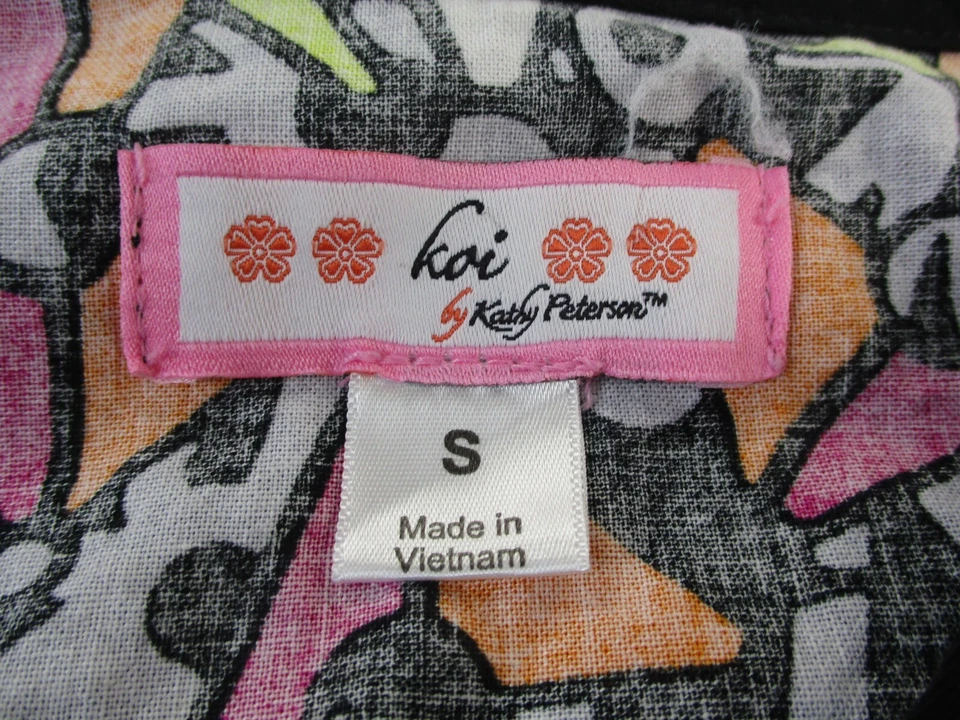 koi
by Kathy Peterson™
S
Made in
Vietnam